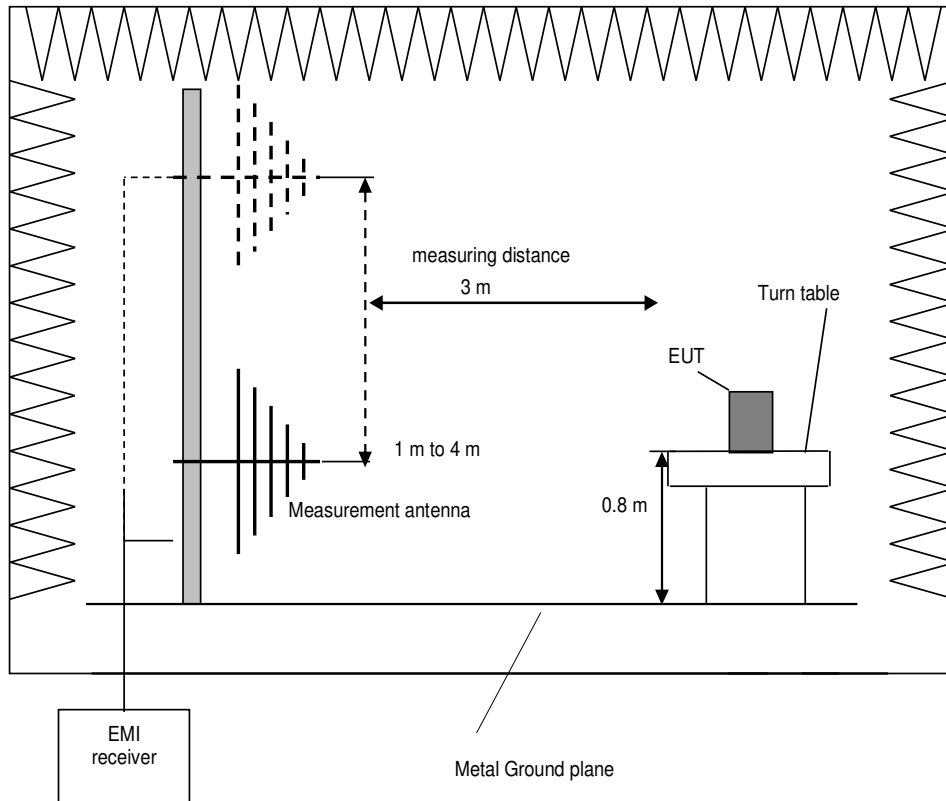 measuring distance
3 m
Turn table
EUT
1 m to 4 m
0.8 m
Measurement antenna
EMI
receiver
Metal Ground plane